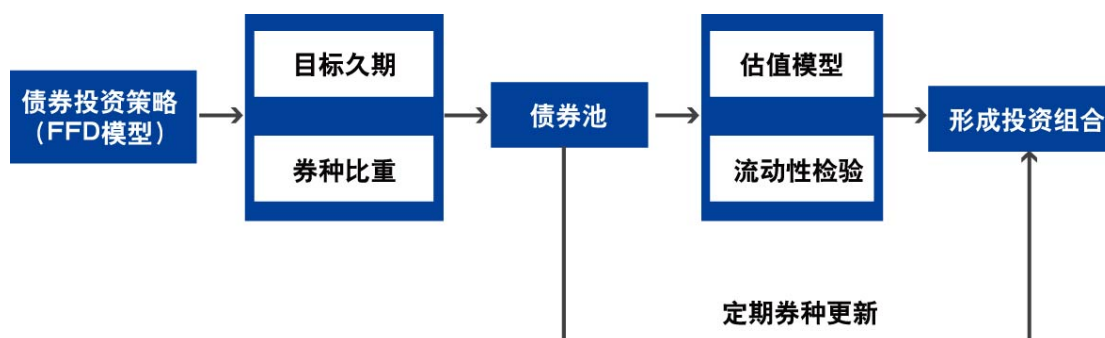 债券投资策略
（FFD模型）
目标久期
券种比重
债券池
估值模型
流动性检验
形成投资组合
定期券种更新